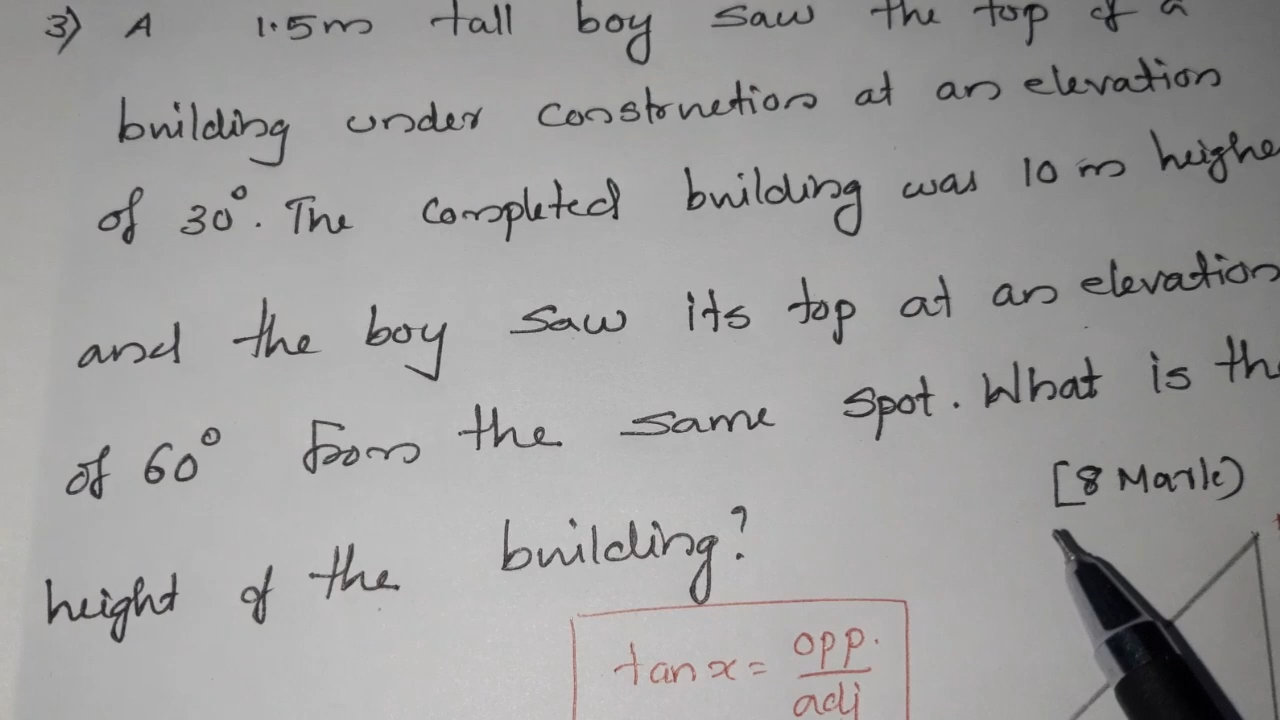 3) A 1.5m tall boy saw the top of a
building under construction at an elevation
of 30°. The completed building was 10 m highe
and the boy saw its top at an elevation
of 60° from the same spot. What is the
[8 Mark)
height of the building?
tan x = opp.
adj